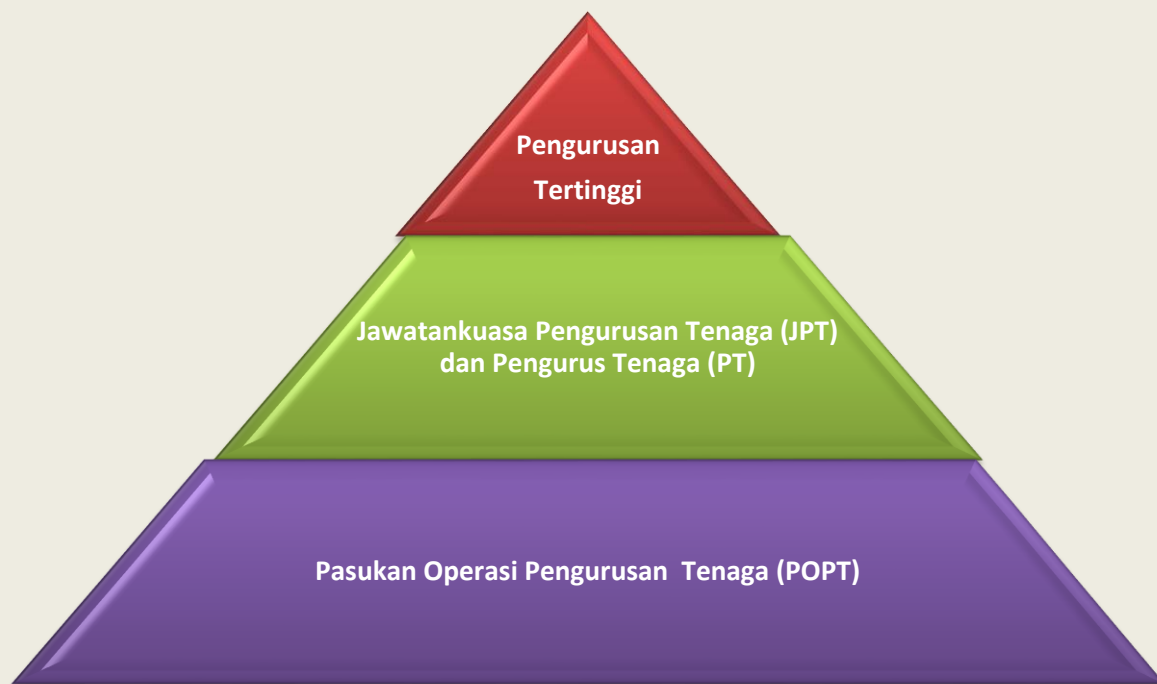 Pengurusan
Tertinggi
Jawatankuasa Pengurusan Tenaga (JPT)
dan Pengurus Tenaga (PT)
Pasukan Operasi Pengurusan Tenaga (POPT)